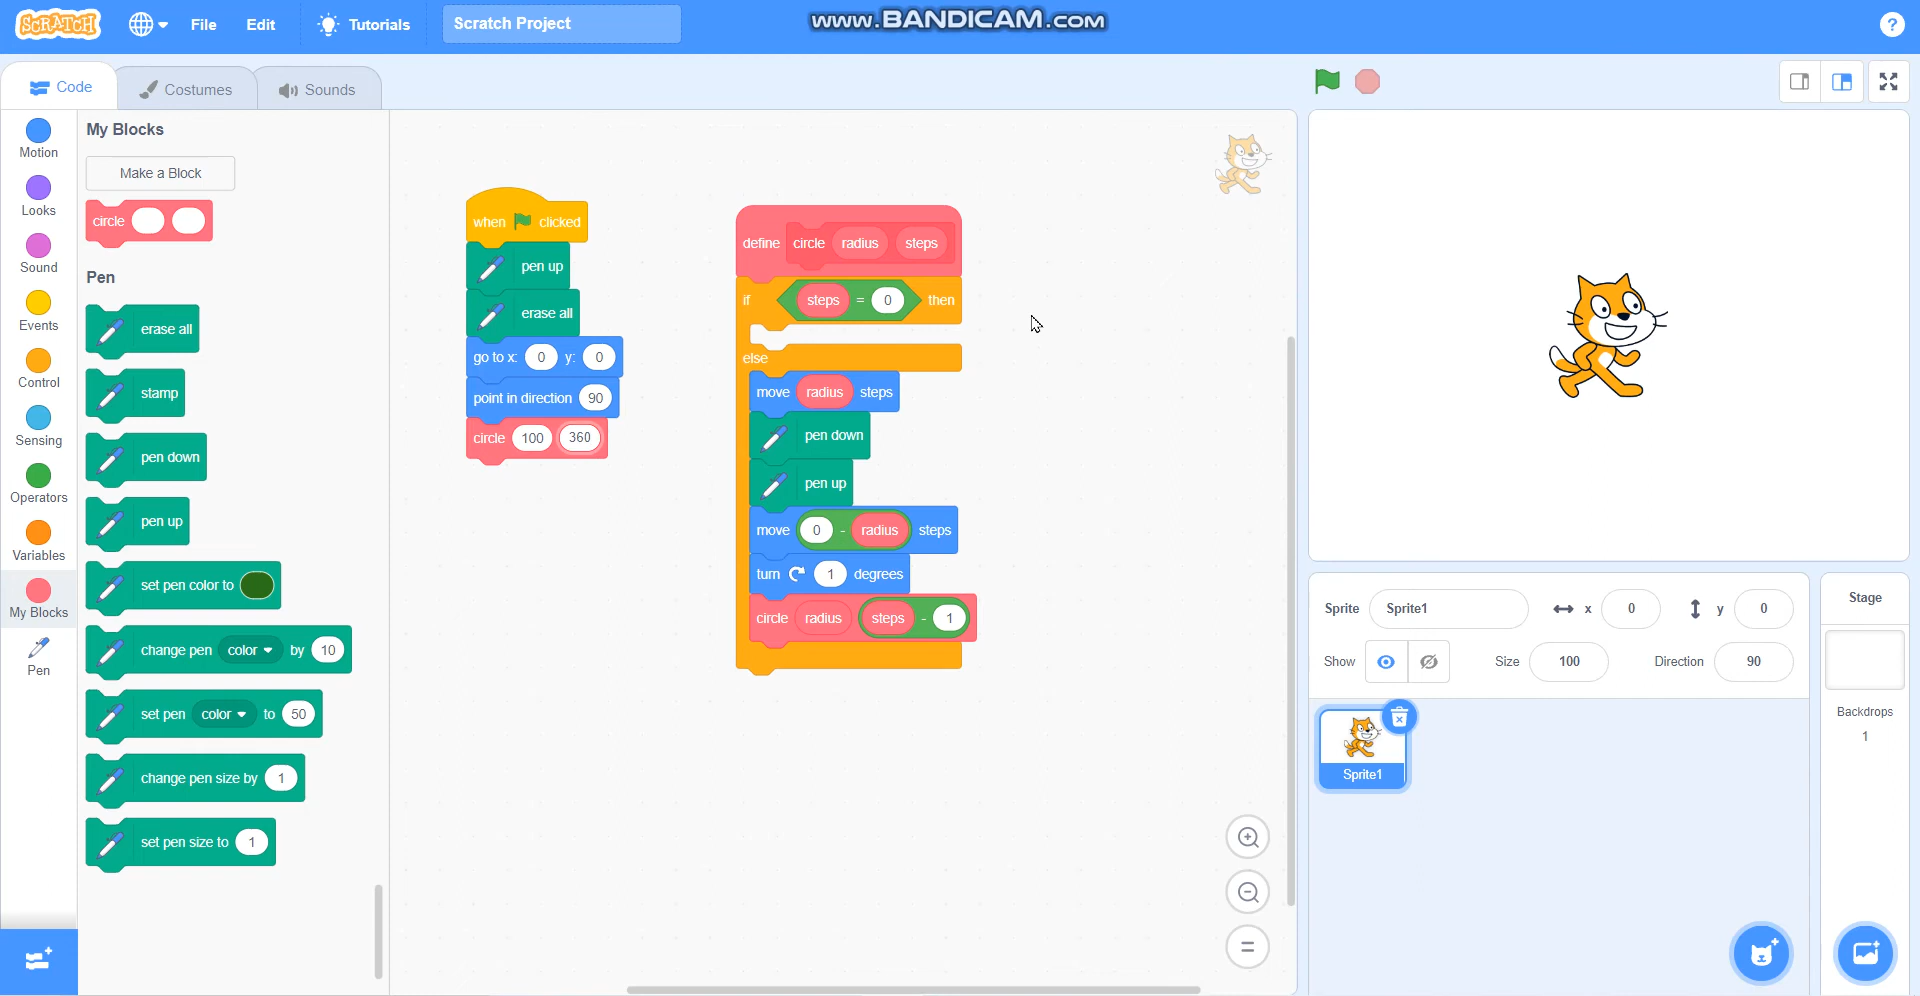 SCRATCH
File
Edit
Tutorials
Scratch Project
www.BANDICAM.com
?
Code
Costumes
Sounds
Motion
Looks
Sound
Events
Control
Sensing
Operators
Variables
My Blocks
Pen
My Blocks
Make a Block
circle
Pen
erase all
stamp
pen down
pen up
set pen color to
change pen color by 10
set pen color to 50
change pen size by 1
set pen size to 1
when clicked
pen up
erase all
go to x: 0 y: 0
point in direction 90
circle 100 360
define circle radius steps
if steps = 0 then
else
move radius steps
pen down
pen up
move 0 - radius steps
turn 1 degrees
circle radius steps - 1
Sprite Sprite1 x 0 y 0
Show Size 100 Direction 90
Sprite1
Stage
Backdrops
1